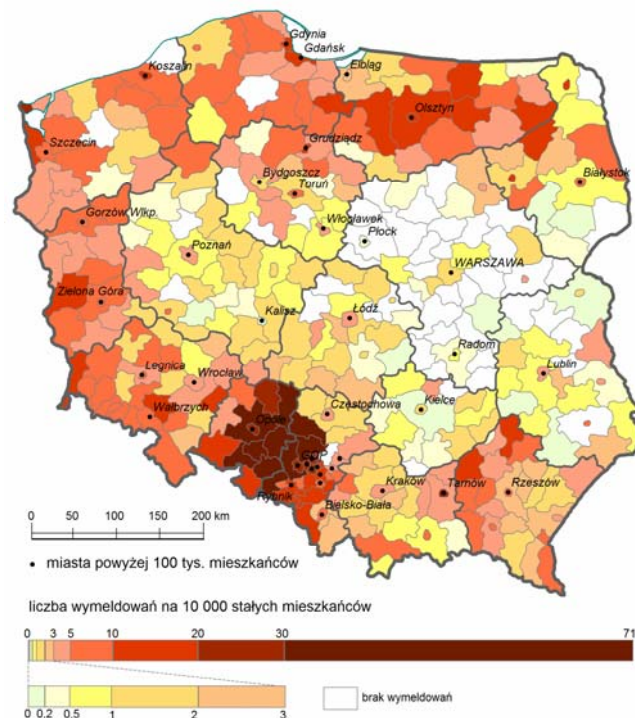 Gdynia
Gdańsk
Koszalin
Elbląg
Olsztyn
Szczecin
Grudziądz
Bydgoszcz
Białystok
Toruń
Gorzów Wlkp.
Włocławek
Płock
Poznań
WARSZAWA
Zielona Góra
Kalisz
Łódź
Radom
Legnica
Wrocław
Lublin
Wałbrzych
Opole
Częstochowa
Kielce
GOP
Rybnik
Kraków
Tarnów
Rzeszów
Bielsko-Biała
0 50 100 150 200 km
• miasta powyżej 100 tys. mieszkańców
liczba wymeldowań na 10 000 stałych mieszkańców
0 3 5 10 20 30 71
brak wymeldowań
0 0.2 0.5 1 2 3